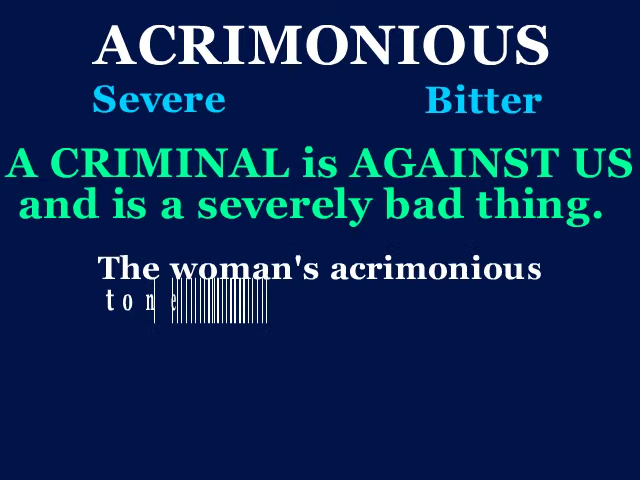 ACRIMONIOUS
Severe Bitter
A CRIMINAL is AGAINST US
and is a severely bad thing.
The woman's acrimonious
tone